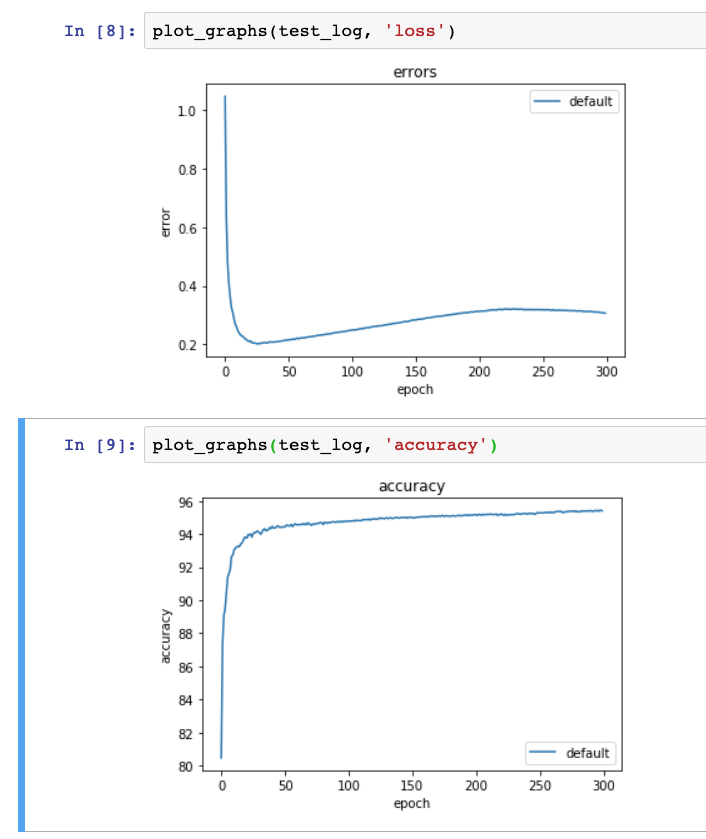 In [8]: plot_graphs(test_log, 'loss')
errors
default
1.0
0.8
0.6
0.4
0.2
error
0 50 100 150 200 250 300
epoch
In [9]: plot_graphs(test_log, 'accuracy')
accuracy
96
94
92
90
88
86
84
82
80
accuracy
default
0 50 100 150 200 250 300
epoch